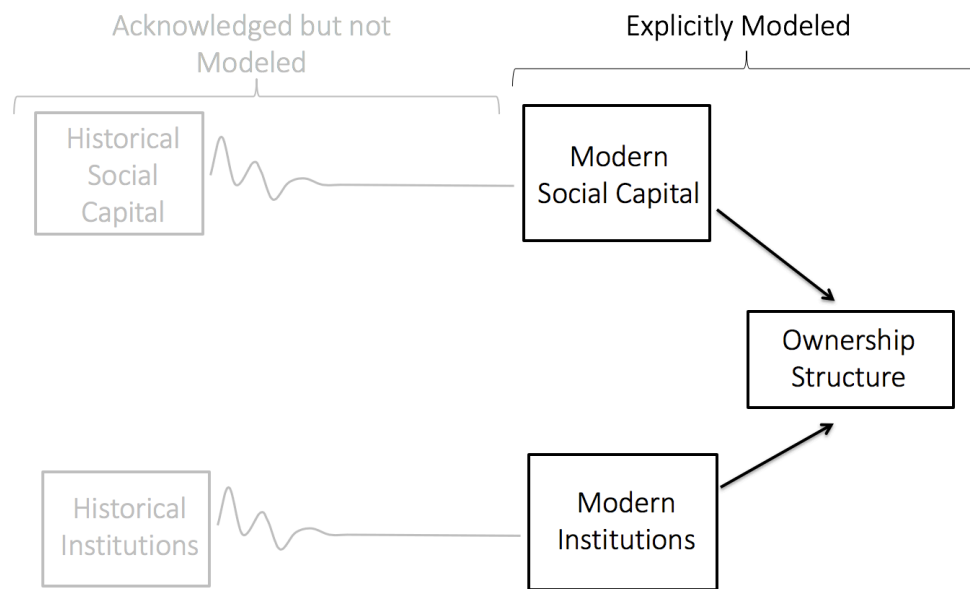 Acknowledged but not
Modeled
Explicitly Modeled
Historical
Social
Capital
Modern
Social Capital
Ownership
Structure
Historical
Institutions
Modern
Institutions